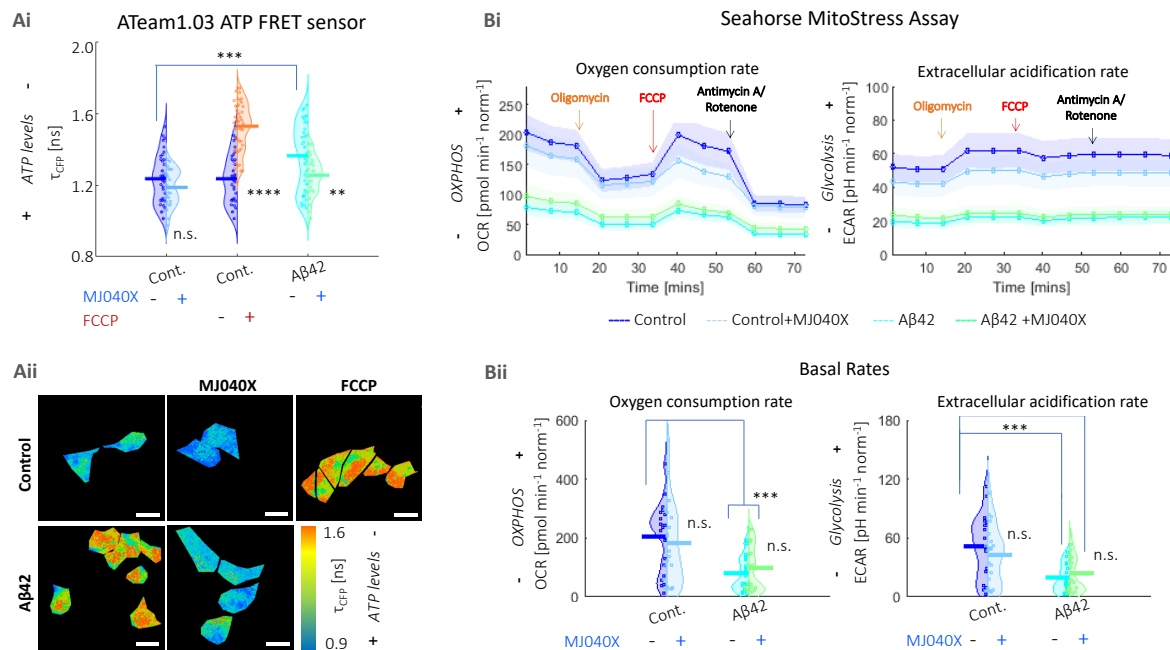 Ai
ATeam1.03 ATP FRET sensor
2.0
1.6
1.2
0.8
+ ATP levels -
τCFP [ns]
***
****
**
n.s.
Cont.
Cont.
Aβ42
MJ040X
- +
- +
FCCP
- +
Bi
Seahorse MitoStress Assay
Oxygen consumption rate
Oligomycin
FCCP
Antimycin A/
Rotenone
- OXPHOS +
OCR [pmol min⁻¹ norm⁻¹]
250
200
150
100
50
0
10 20 30 40 50 60 70
Time [mins]
Extracellular acidification rate
Oligomycin
FCCP
Antimycin A/
Rotenone
- Glycolysis +
ECAR [pH min⁻¹ norm⁻¹]
100
80
60
40
20
0
10 20 30 40 50 60 70
Time [mins]
Control
Control+MJ040X
Aβ42
Aβ42 +MJ040X
Aii
MJ040X
FCCP
Control
Aβ42
1.6
τCFP [ns]
0.9
+ ATP levels -
Bii
Basal Rates
Oxygen consumption rate
- OXPHOS +
OCR [pmol min⁻¹ norm⁻¹]
600
400
200
0
n.s.
***
n.s.
Cont.
Aβ42
MJ040X
- + - +
Extracellular acidification rate
- Glycolysis +
ECAR [pH min⁻¹ norm⁻¹]
180
120
60
0
***
n.s.
n.s.
Cont.
Aβ42
MJ040X
- + - +